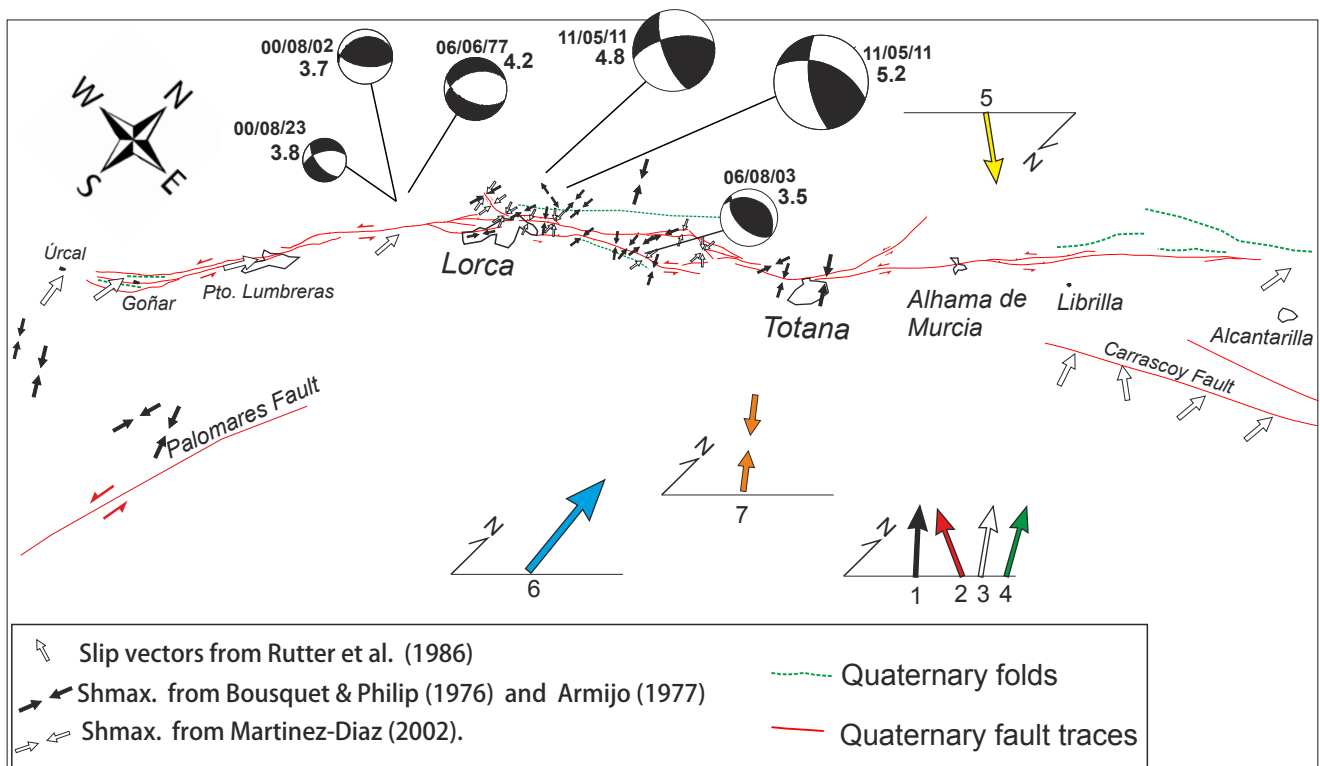 W
N
S
E
00/08/02
3.7
06/06/77
4.2
11/05/11
4.8
11/05/11
5.2
00/08/23
3.8
06/08/03
3.5
5
N
Úrcal
Goñar
Pto. Lumbreras
Lorca
Totana
Alhama de
Murcia
Librilla
Alcantarilla
Carrascoy Fault
Palomares Fault
N
7
N
6
N
1
2
3
4
Slip vectors from Rutter et al. (1986)
Shmax. from Bousquet & Philip (1976) and Armijo (1977)
Shmax. from Martinez-Diaz (2002).
Quaternary folds
Quaternary fault traces